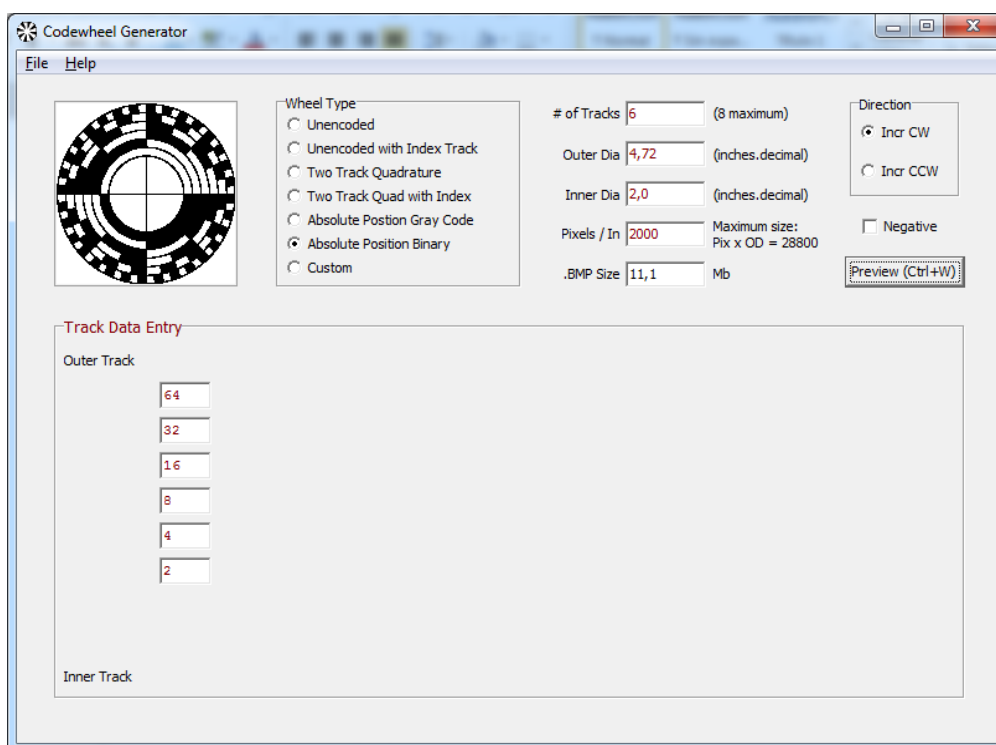 Codewheel Generator
File Help
Wheel Type
Unencoded
Unencoded with Index Track
Two Track Quadrature
Two Track Quad with Index
Absolute Postion Gray Code
Absolute Position Binary
Custom
# of Tracks 6 (8 maximum)
Outer Dia 4,72 (inches.decimal)
Inner Dia 2,0 (inches.decimal)
Pixels / In 2000 Maximum size:
Pix x OD = 28800
.BMP Size 11,1 Mb
Direction
Incr CW
Incr CCW
Negative
Preview (Ctrl+W)
Track Data Entry
Outer Track
64
32
16
8
4
2
Inner Track